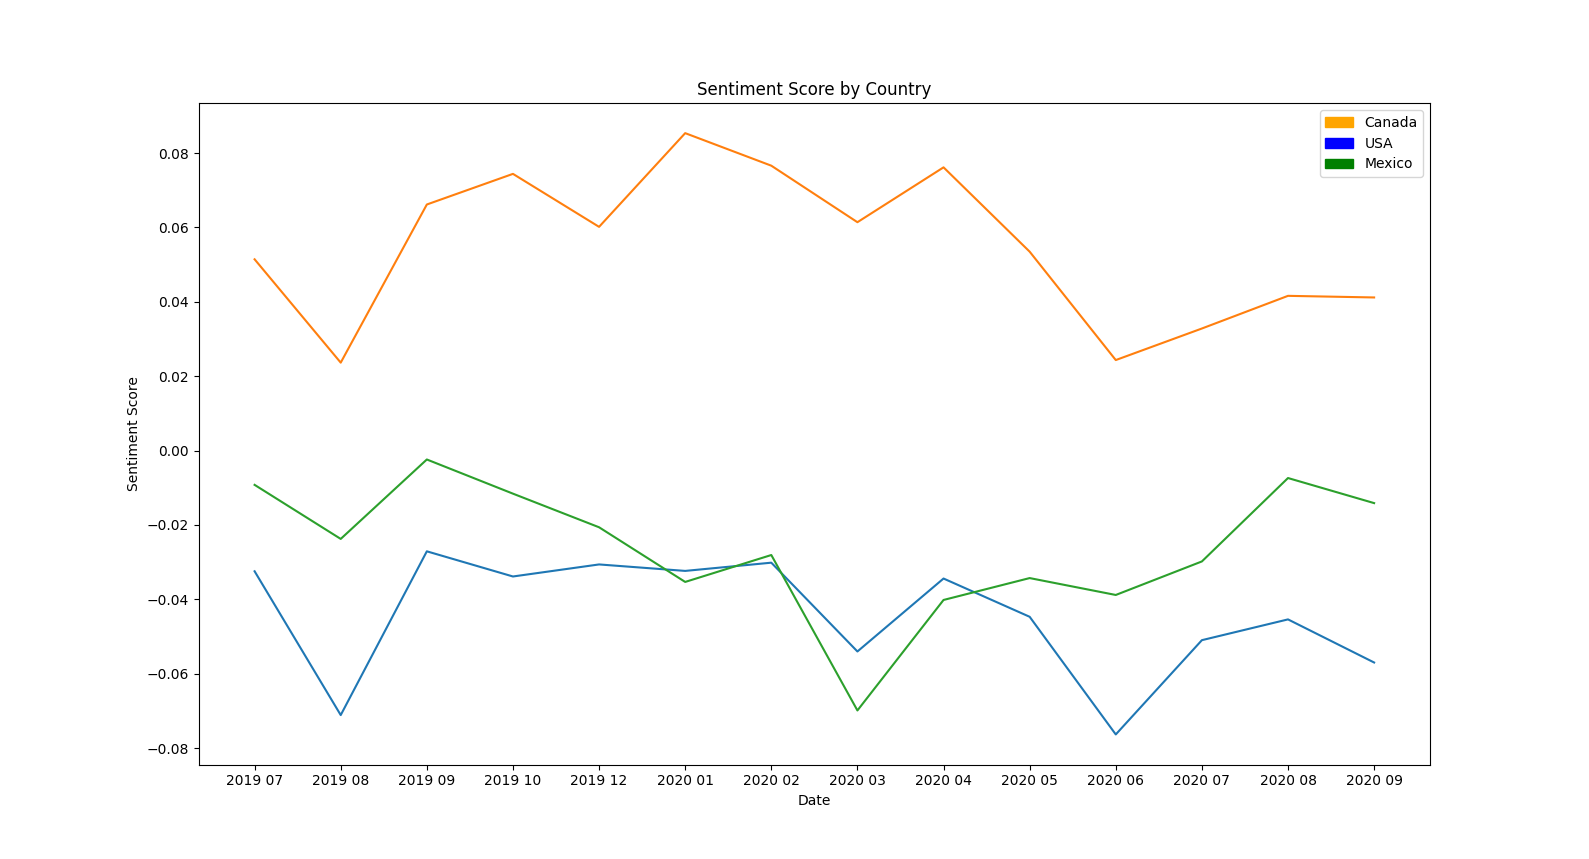 Sentiment Score by Country
Canada
USA
Mexico
0.08
0.06
0.04
0.02
0.00
−0.02
−0.04
−0.06
−0.08
Sentiment Score
2019 07 2019 08 2019 09 2019 10 2019 12 2020 01 2020 02 2020 03 2020 04 2020 05 2020 06 2020 07 2020 08 2020 09
Date